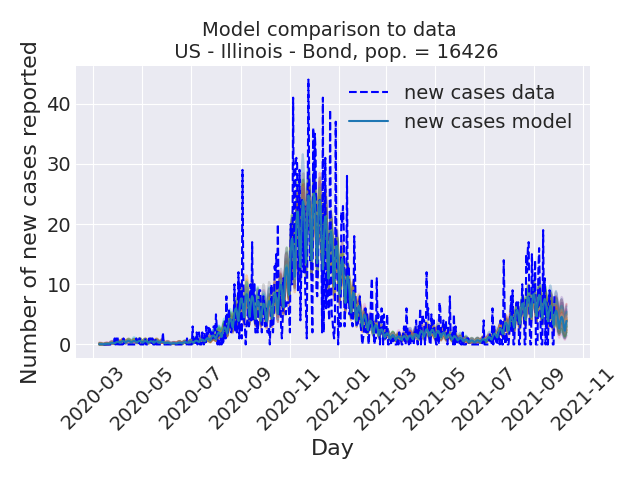 Model comparison to data
US - Illinois - Bond, pop. = 16426
Number of new cases reported
40
30
20
10
0
new cases data
new cases model
2020-03
2020-05
2020-07
2020-09
2020-11
2021-01
2021-03
2021-05
2021-07
2021-09
2021-11
Day